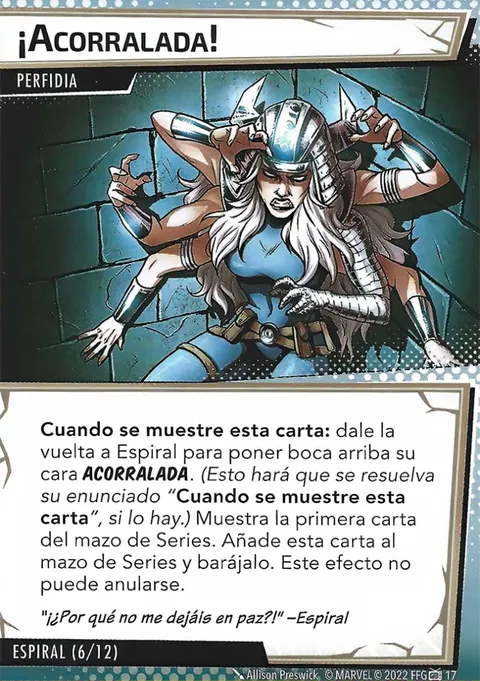 ¡ACORRALADA!
PERFIDIA
Cuando se muestre esta carta: dale la
vuelta a Espiral para poner boca arriba su
cara ACORRALADA. (Esto hará que se resuelva
su enunciado “Cuando se muestre esta
carta”, si lo hay.) Muestra la primera carta
del mazo de Series. Añade esta carta al
mazo de Series y barájalo. Este efecto no
puede anularse.
"¡¿Por qué no me dejáis en paz?!" –Espiral
ESPIRAL (6/12)
Allison Preswick © MARVEL © 2022 FFG 17